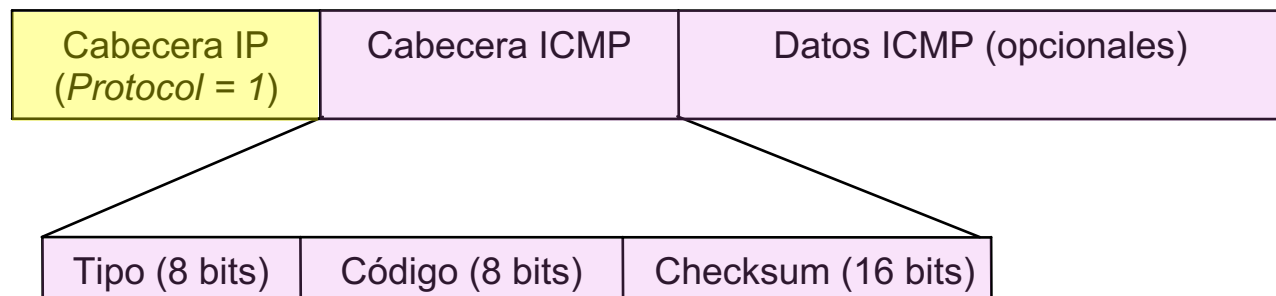 Cabecera IP
(Protocol = 1)
Cabecera ICMP
Datos ICMP (opcionales)
Tipo (8 bits)
Código (8 bits)
Checksum (16 bits)